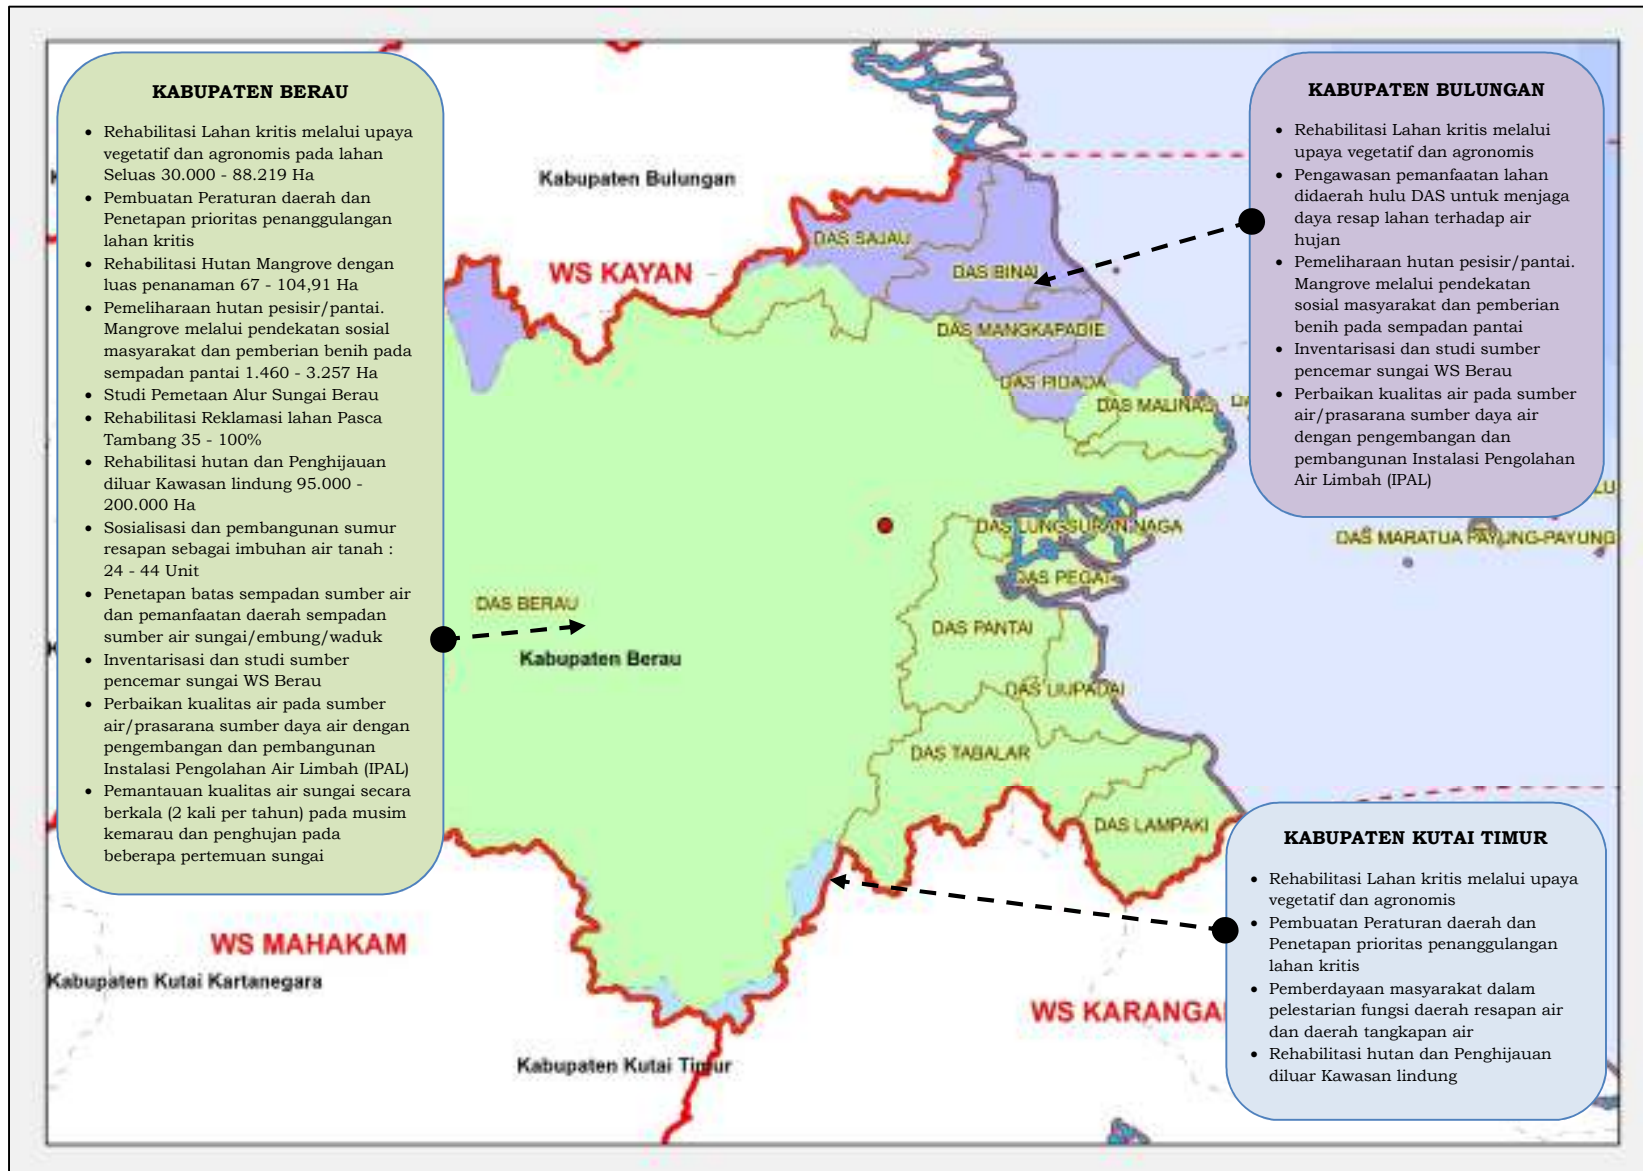 KABUPATEN BERAU
• Rehabilitasi Lahan kritis melalui upaya
vegetatif dan agronomis pada lahan
Seluas 30.000 - 88.219 Ha
• Pembuatan Peraturan daerah dan
Penetapan prioritas penanggulangan
lahan kritis
• Rehabilitasi Hutan Mangrove dengan
luas penanaman 67 - 104,91 Ha
• Pemeliharaan hutan pesisir/pantai.
Mangrove melalui pendekatan sosial
masyarakat dan pemberian benih pada
sempadan pantai 1.460 - 3.257 Ha
• Studi Pemetaan Alur Sungai Berau
• Rehabilitasi Reklamasi lahan Pasca
Tambang 35 - 100%
• Rehabilitasi hutan dan Penghijauan
diluar Kawasan lindung 95.000 -
200.000 Ha
• Sosialisasi dan pembangunan sumur
resapan sebagai imbuhan air tanah :
24 - 44 Unit
• Penetapan batas sempadan sumber air
dan pemanfaatan daerah sempadan
sumber air sungai/embung/waduk
• Inventarisasi dan studi sumber
pencemar sungai WS Berau
• Perbaikan kualitas air pada sumber
air/prasarana sumber daya air dengan
pengembangan dan pembangunan
Instalasi Pengolahan Air Limbah (IPAL)
• Pemantauan kualitas air sungai secara
berkala (2 kali per tahun) pada musim
kemarau dan penghujan pada
beberapa pertemuan sungai
KABUPATEN BULUNGAN
• Rehabilitasi Lahan kritis melalui
upaya vegetatif dan agronomis
• Pengawasan pemanfaatan lahan
didaerah hulu DAS untuk menjaga
daya resap lahan terhadap air
hujan
• Pemeliharaan hutan pesisir/pantai.
Mangrove melalui pendekatan
sosial masyarakat dan pemberian
benih pada sempadan pantai
• Inventarisasi dan studi sumber
pencemar sungai WS Berau
• Perbaikan kualitas air pada sumber
air/prasarana sumber daya air
dengan pengembangan dan
pembangunan Instalasi Pengolahan
Air Limbah (IPAL)
Kabupaten Bulungan
DAS SAJAU
WS KAYAN
DAS BINAI
DAS MANGKAPADIE
DAS PIDADA
DAS MALINAU
DAS LUNGSURAN NAGA
DAS MARATUA PAYUNG-PAYUNG
DAS PEGAT
DAS BERAU
DAS PANTAI
Kabupaten Berau
DAS LIUPADAI
DAS TABALAR
DAS LAMPAKI
WS MAHAKAM
Kabupaten Kutai Kartanegara
WS KARANGA
Kabupaten Kutai Timur
KABUPATEN KUTAI TIMUR
• Rehabilitasi Lahan kritis melalui upaya
vegetatif dan agronomis
• Pembuatan Peraturan daerah dan
Penetapan prioritas penanggulangan
lahan kritis
• Pemberdayaan masyarakat dalam
pelestarian fungsi daerah resapan air
dan daerah tangkapan air
• Rehabilitasi hutan dan Penghijauan
diluar Kawasan lindung